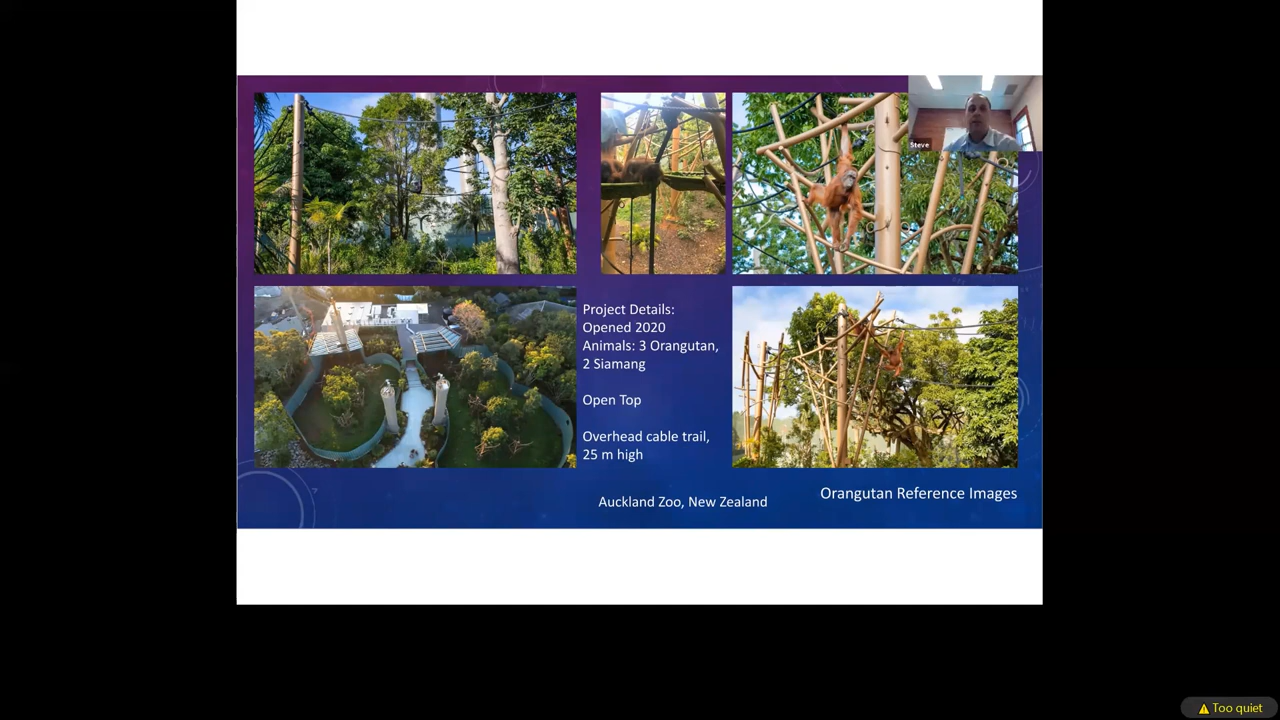 Steve
Project Details:
Opened 2020
Animals: 3 Orangutan,
2 Siamang
Open Top
Overhead cable trail,
25 m high
Auckland Zoo, New Zealand
Orangutan Reference Images
Too quiet